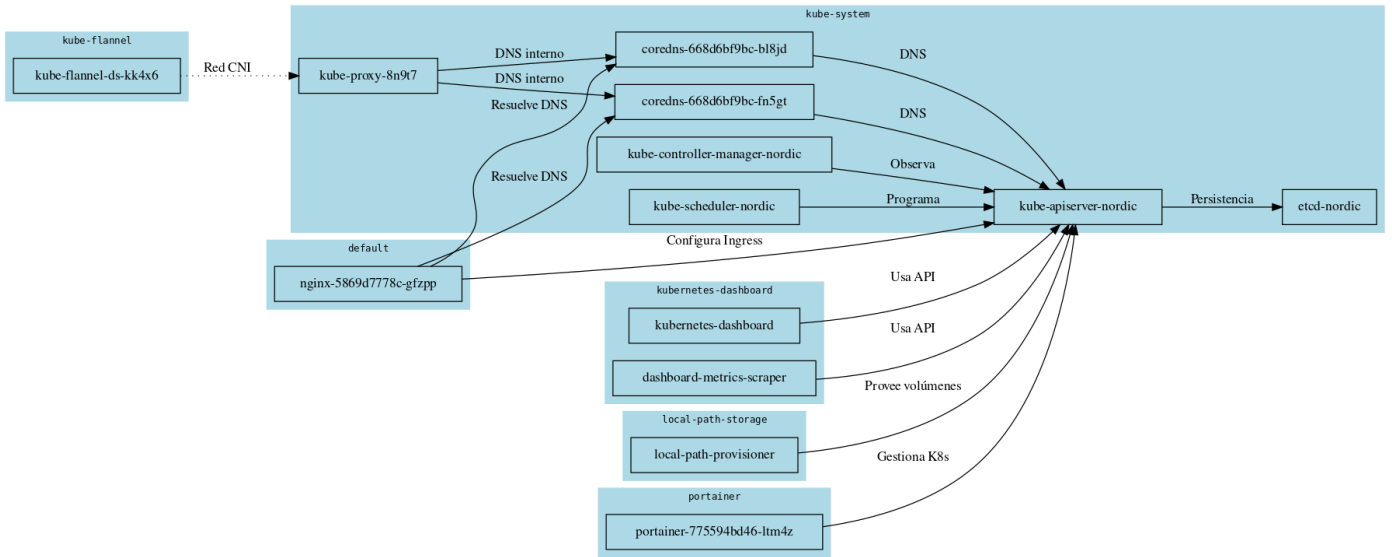 kube-system
kube-flannel
kube-flannel-ds-kk4x6
Red CNI
kube-proxy-8n9t7
DNS interno
DNS interno
Resuelve DNS
Resuelve DNS
coredns-668d6bf9bc-bl8jd
coredns-668d6bf9bc-fn5gt
DNS
DNS
kube-controller-manager-nordic
Observa
kube-scheduler-nordic
Programa
kube-apiserver-nordic
Persistencia
etcd-nordic
default
nginx-5869d7778c-gfzpp
Configura Ingress
kubernetes-dashboard
kubernetes-dashboard
Usa API
dashboard-metrics-scraper
Usa API
local-path-storage
local-path-provisioner
Provee volúmenes
portainer
portainer-775594bd46-ltm4z
Gestiona K8s